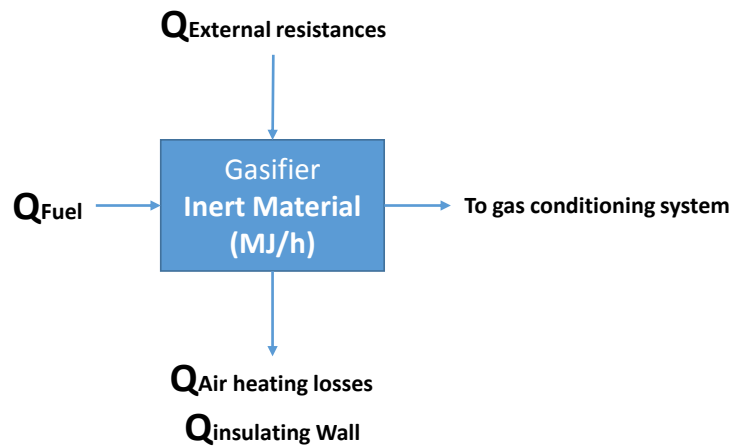 QExternal resistances
Gasifier
Inert Material
(MJ/h)
QFuel
To gas conditioning system
QAir heating losses
Qinsulating Wall